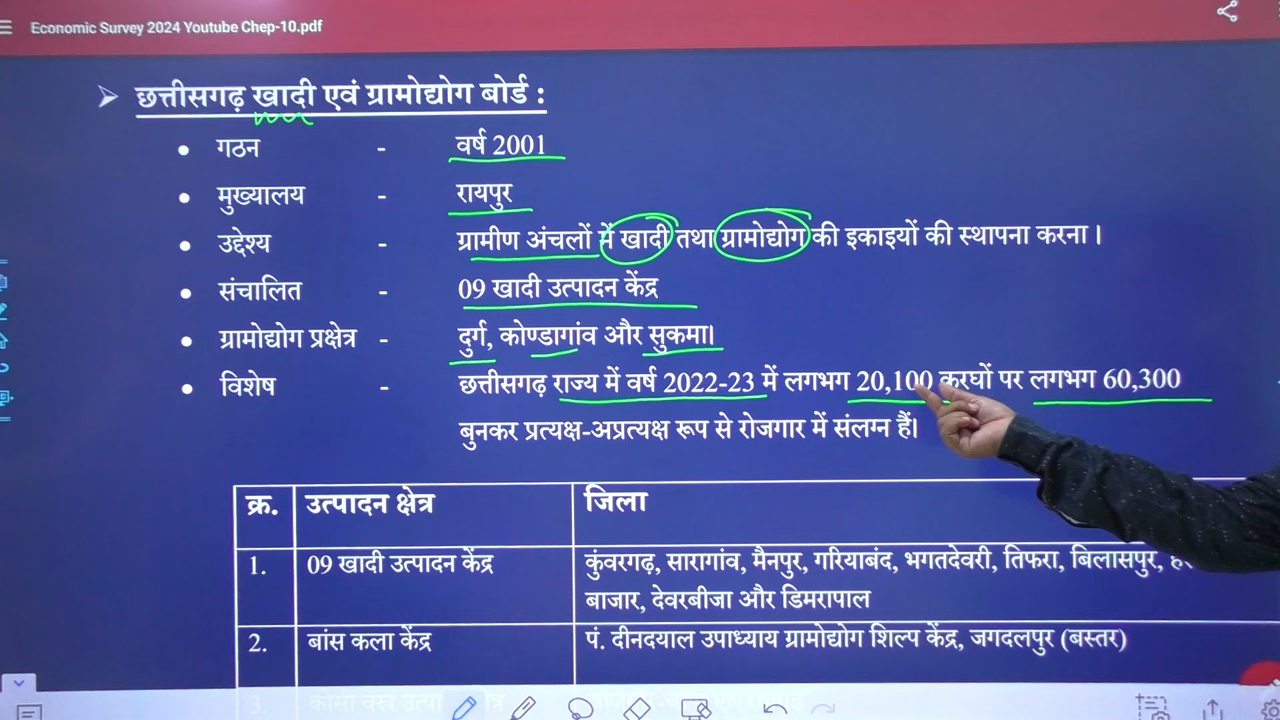 Economic Survey 2024 Youtube Chep-10.pdf
➢ छत्तीसगढ़ खादी एवं ग्रामोद्योग बोर्ड :
• गठन - वर्ष 2001
• मुख्यालय - रायपुर
• उद्देश्य - ग्रामीण अंचलों में खादी तथा ग्रामोद्योग की इकाइयों की स्थापना करना ।
• संचालित - 09 खादी उत्पादन केंद्र
• ग्रामोद्योग प्रक्षेत्र - दुर्ग, कोण्डागांव और सुकमा।
• विशेष - छत्तीसगढ़ राज्य में वर्ष 2022-23 में लगभग 20,100 करघों पर लगभग 60,300
बुनकर प्रत्यक्ष-अप्रत्यक्ष रूप से रोजगार में संलग्न हैं।
क्र. उत्पादन क्षेत्र जिला
1. 09 खादी उत्पादन केंद्र कुंवरगढ़, सारागांव, मैनपुर, गरियाबंद, भगतदेवरी, तिफरा, बिलासपुर,
बाजार, देवरबीजा और डिमरापाल
2. बांस कला केंद्र पं. दीनदयाल उपाध्याय ग्रामोद्योग शिल्प केंद्र, जगदलपुर (बस्तर)
3. कोसा वस्त्र